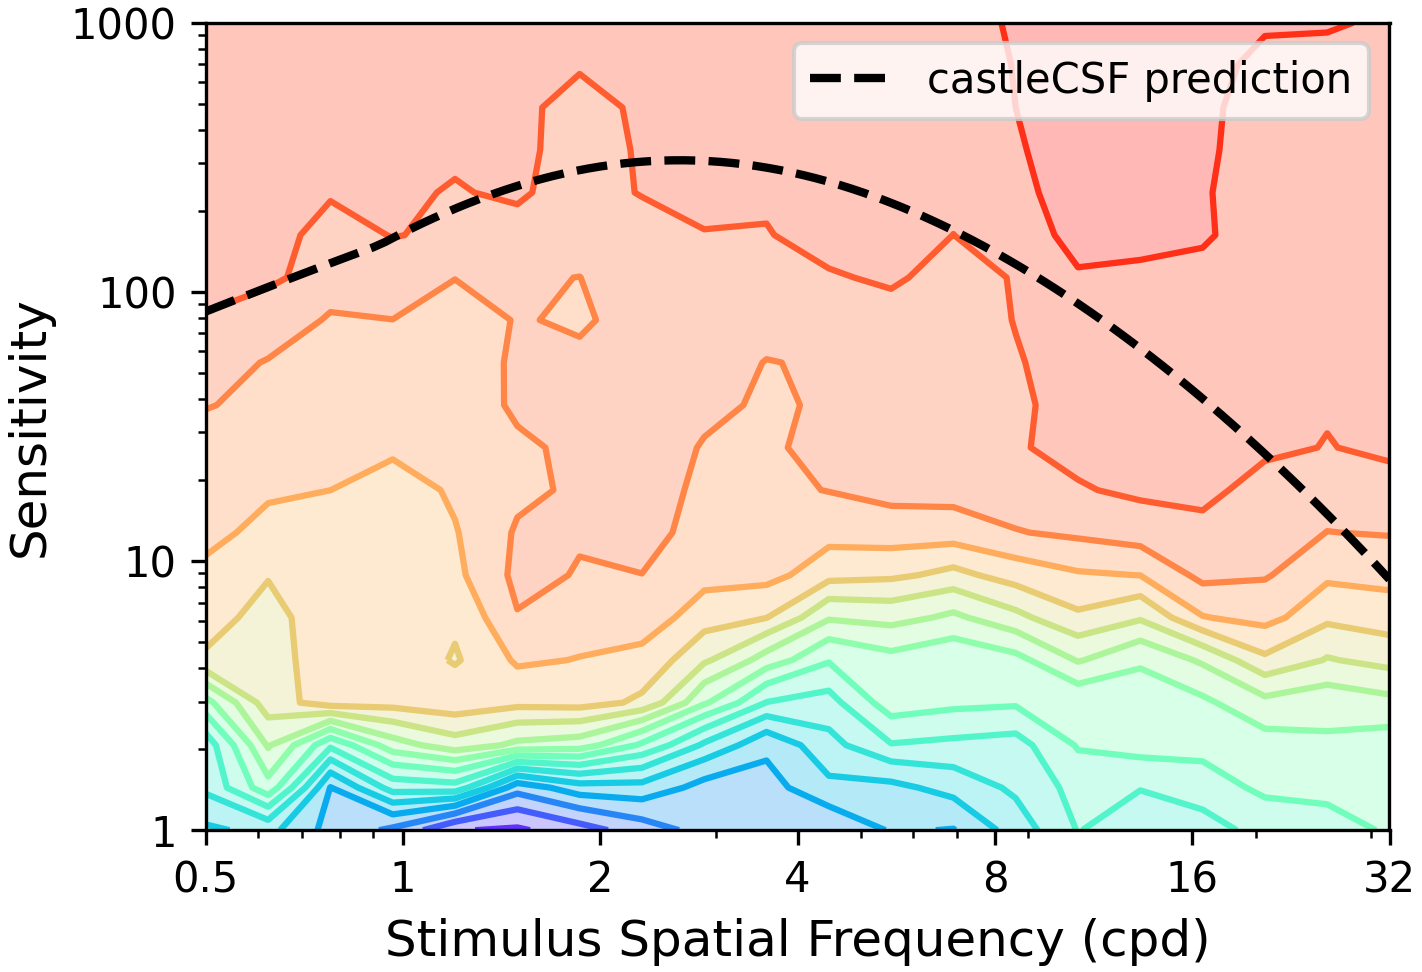 1000
100
10
1
Sensitivity
castleCSF prediction
0.5 1 2 4 8 16 32
Stimulus Spatial Frequency (cpd)